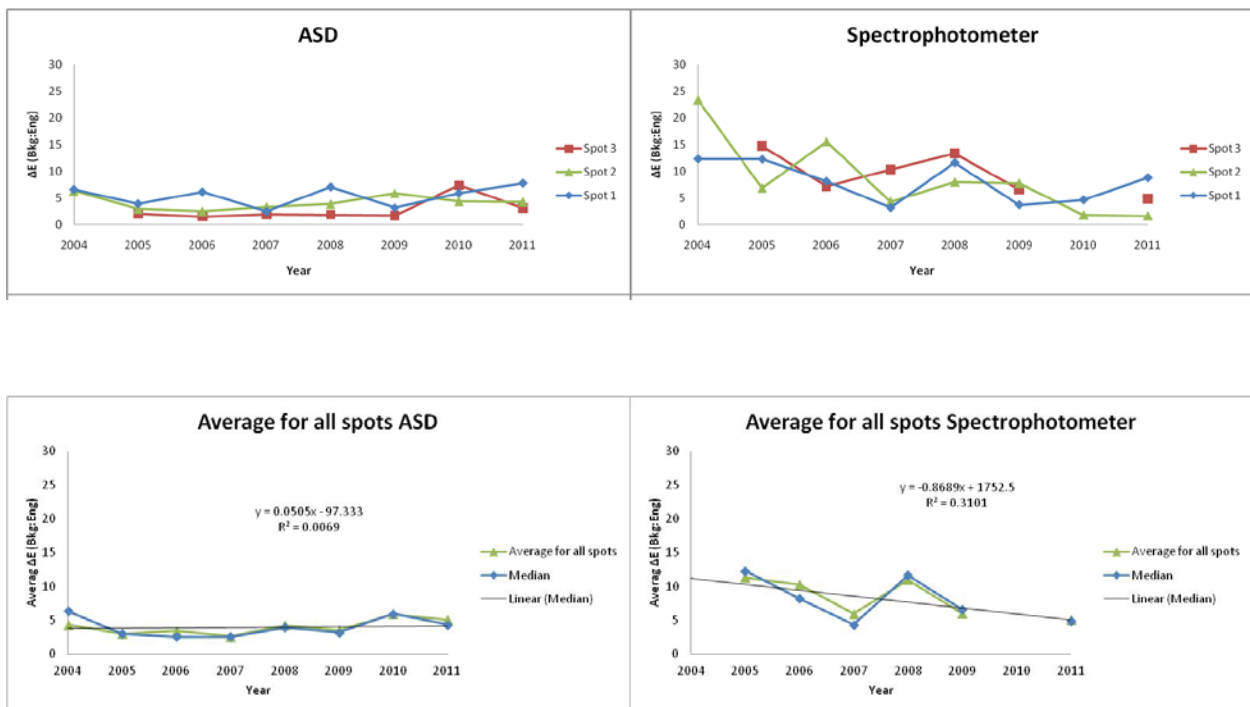 ASD
ΔE (Bkg:Eng)
30
25
20
15
10
5
0
2004 2005 2006 2007 2008 2009 2010 2011
Year
Spot 3
Spot 2
Spot 1
Spectrophotometer
ΔE (Bkg:Eng)
30
25
20
15
10
5
0
2004 2005 2006 2007 2008 2009 2010 2011
Year
Spot 3
Spot 2
Spot 1
Average for all spots ASD
Averag ΔE (Bkg:Eng)
30
25
20
15
10
5
0
y = 0.0505x - 97.333
R² = 0.0069
2004 2005 2006 2007 2008 2009 2010 2011
Year
Average for all spots
Median
Linear (Median)
Average for all spots Spectrophotometer
Averag ΔE (Bkg:Eng)
30
25
20
15
10
5
0
y = -0.8689x + 1752.5
R² = 0.3101
2004 2005 2006 2007 2008 2009 2010 2011
Year
Average for all spots
Median
Linear (Median)